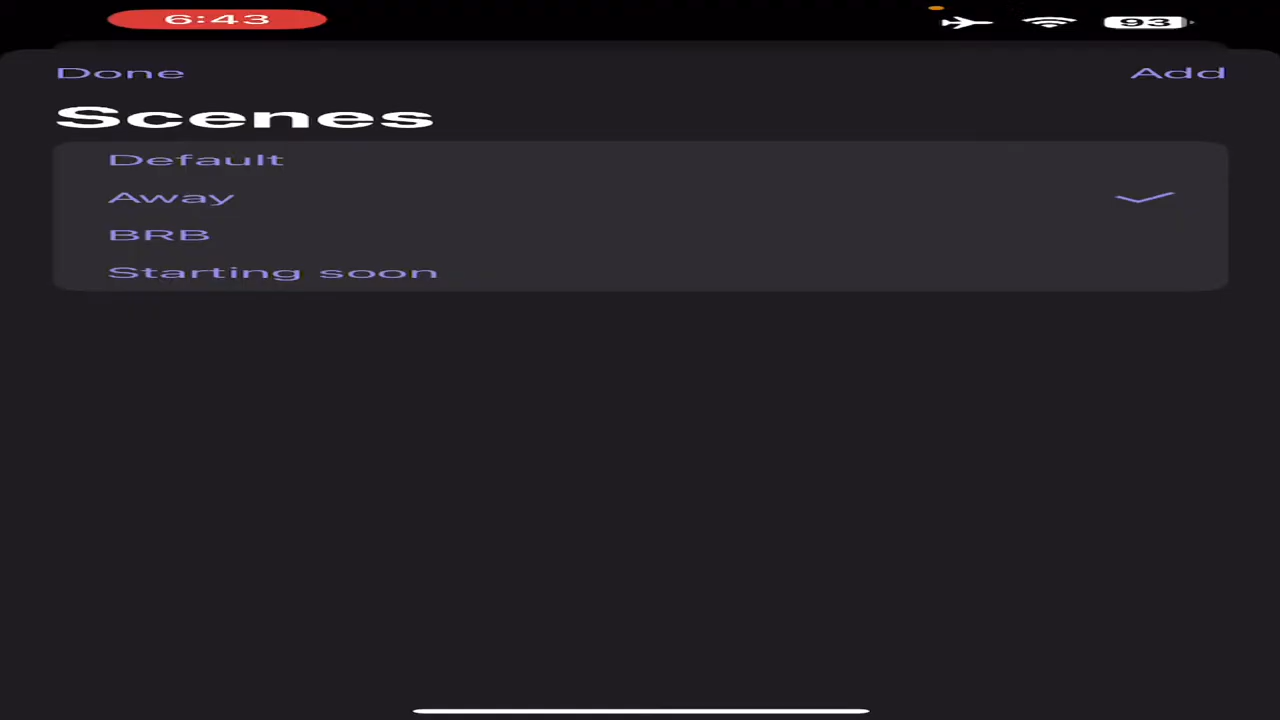 6:43
93
Done
Add
Scenes
Default
Away
BRB
Starting soon